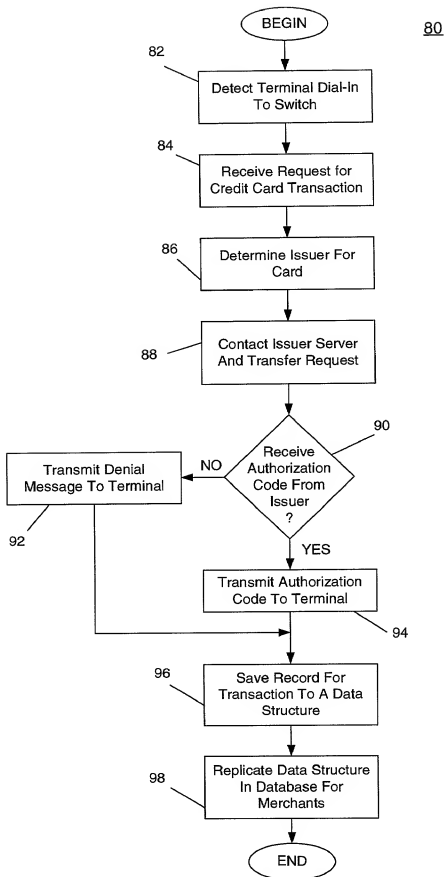 BEGIN
80
82
Detect Terminal Dial-In
To Switch
84
Receive Request for
Credit Card Transaction
86
Determine Issuer For
Card
88
Contact Issuer Server
And Transfer Request
90
Receive
Authorization
Code From
Issuer
?
NO
Transmit Denial
Message To Terminal
92
YES
Transmit Authorization
Code To Terminal
94
96
Save Record For
Transaction To A Data
Structure
98
Replicate Data Structure
In Database For
Merchants
END